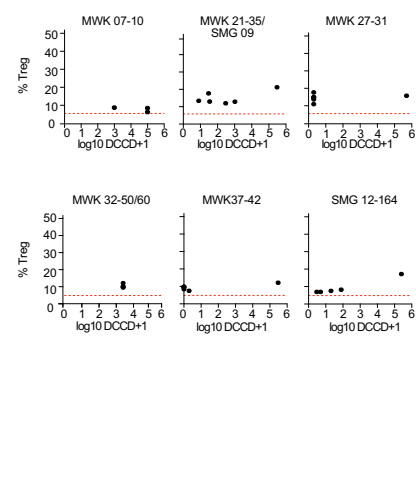 MWK 07-10
MWK 21-35/
SMG 09
MWK 27-31
% Treg
50
40
30
20
10
0
0 1 2 3 4 5 6
0 1 2 3 4 5 6
0 1 2 3 4 5 6
log10 DCCD+1
log10 DCCD+1
log10 DCCD+1
MWK 32-50/60
MWK37-42
SMG 12-164
% Treg
50
40
30
20
10
0
0 1 2 3 4 5 6
0 1 2 3 4 5 6
0 1 2 3 4 5 6
log10 DCCD+1
log10 DCCD+1
log10 DCCD+1